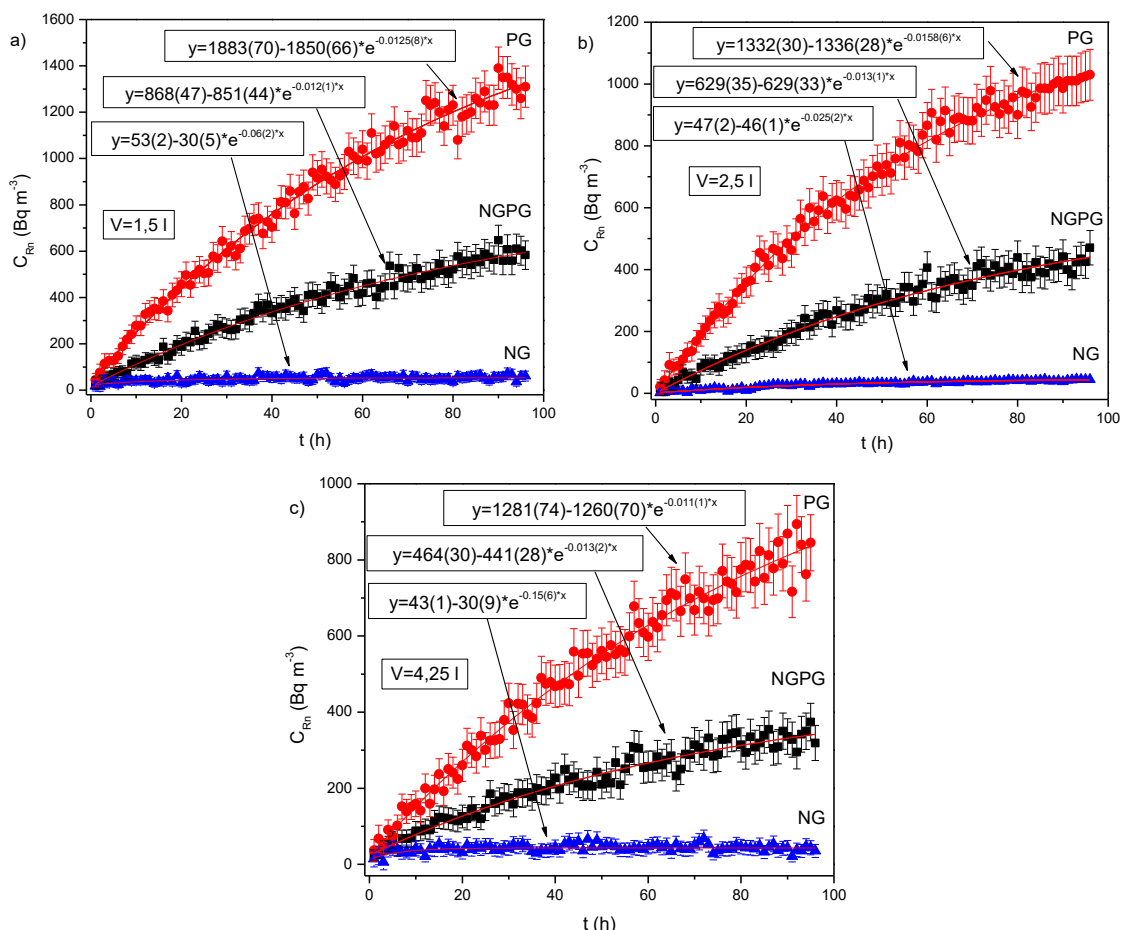 a)
1600
1400
1200
1000
800
600
400
200
0
C_Rn (Bq m⁻³)
y=1883(70)-1850(66)*e^-0.0125(8)*x
PG
y=868(47)-851(44)*e^-0.012(1)*x
y=53(2)-30(5)*e^-0.06(2)*x
V=1,5 l
NGPG
NG
0 20 40 60 80 100
t (h)
b)
1200
1000
800
600
400
200
0
C_Rn (Bq m⁻³)
PG
y=1332(30)-1336(28)*e^-0.0158(6)*x
y=629(35)-629(33)*e^-0.013(1)*x
y=47(2)-46(1)*e^-0.025(2)*x
V=2,5 l
NGPG
NG
0 20 40 60 80 100
t (h)
c)
1000
800
600
400
200
0
C_Rn (Bq m⁻³)
PG
y=1281(74)-1260(70)*e^-0.011(1)*x
y=464(30)-441(28)*e^-0.013(2)*x
y=43(1)-30(9)*e^-0.15(6)*x
V=4,25 l
NGPG
NG
0 20 40 60 80 100
t (h)